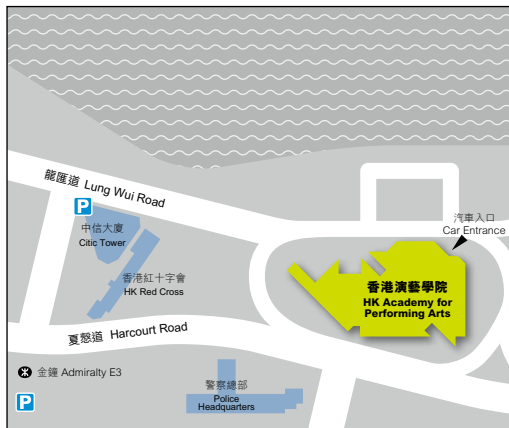 龍匯道 Lung Wui Road
P
中信大廈
Citic Tower
汽車入口
Car Entrance
香港紅十字會
HK Red Cross
香港演藝學院
HK Academy for
Performing Arts
夏慤道 Harcourt Road
金鐘 Admiralty E3
警察總部
Police
Headquarters
P